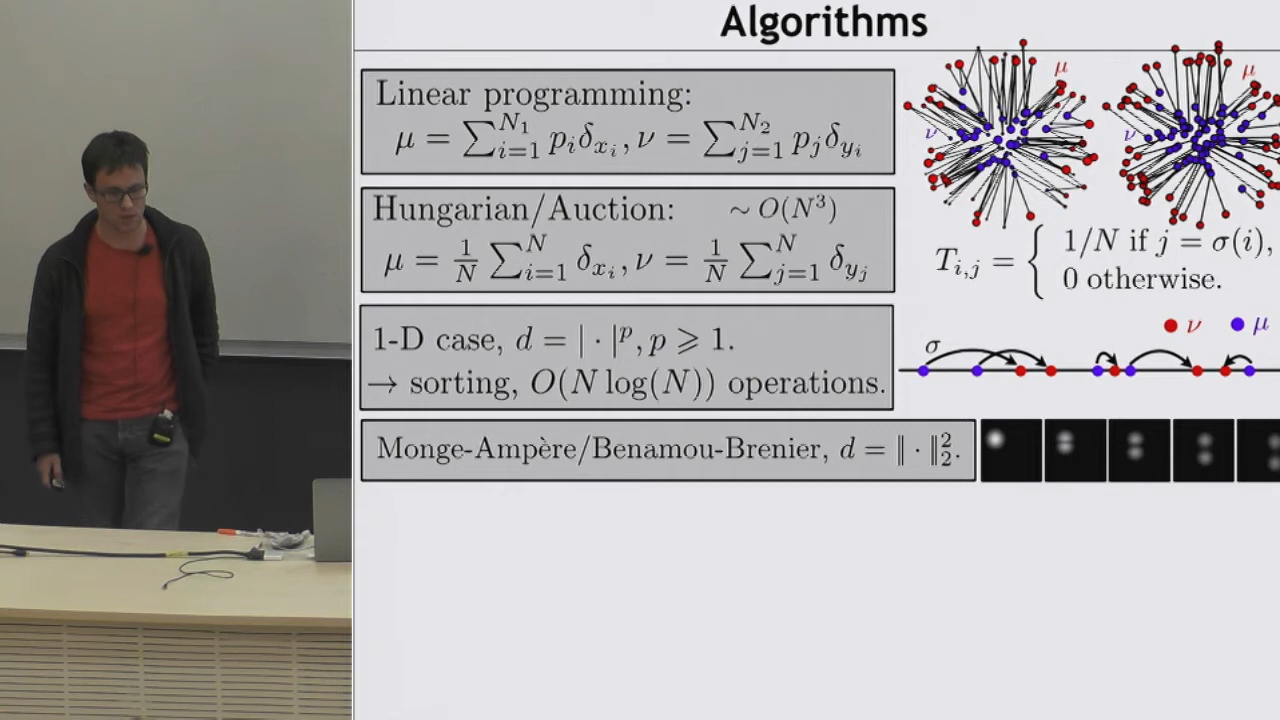 Algorithms
Linear programming:
μ = ∑_{i=1}^{N_1} p_i δ_{x_i}, ν = ∑_{j=1}^{N_2} p_j δ_{y_i}
μ
ν
μ
ν
Hungarian/Auction: ∼ O(N^3)
μ = 1/N ∑_{i=1}^{N} δ_{x_i}, ν = 1/N ∑_{j=1}^{N} δ_{y_j}
T_{i,j} = { 1/N if j = σ(i),
0 otherwise.
1-D case, d = | · |^p, p ⩾ 1.
→ sorting, O(N log(N)) operations.
ν μ
σ
Monge-Ampère/Benamou-Brenier, d = ‖ · ‖_2^2.